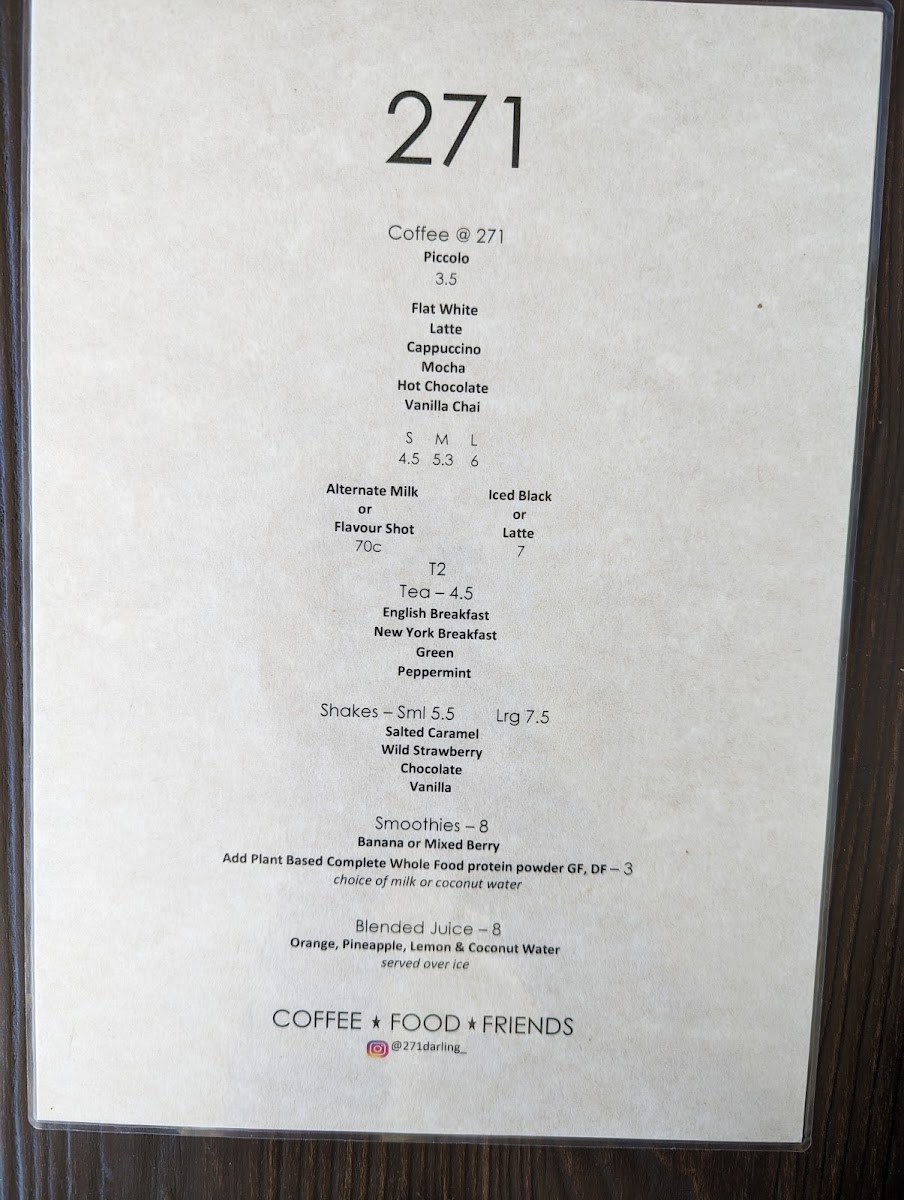 271
Coffee @ 271
Piccolo
3.5
Flat White
Latte
Cappuccino
Mocha
Hot Chocolate
Vanilla Chai
S M L
4.5 5.3 6
Alternate Milk
or
Flavour Shot
70c
Iced Black
or
Latte
7
T2
Tea – 4.5
English Breakfast
New York Breakfast
Green
Peppermint
Shakes – Sml 5.5 Lrg 7.5
Salted Caramel
Wild Strawberry
Chocolate
Vanilla
Smoothies – 8
Banana or Mixed Berry
Add Plant Based Complete Whole Food protein powder GF, DF – 3
choice of milk or coconut water
Blended Juice – 8
Orange, Pineapple, Lemon & Coconut Water
served over ice
COFFEE ★ FOOD ★ FRIENDS
@271darling_